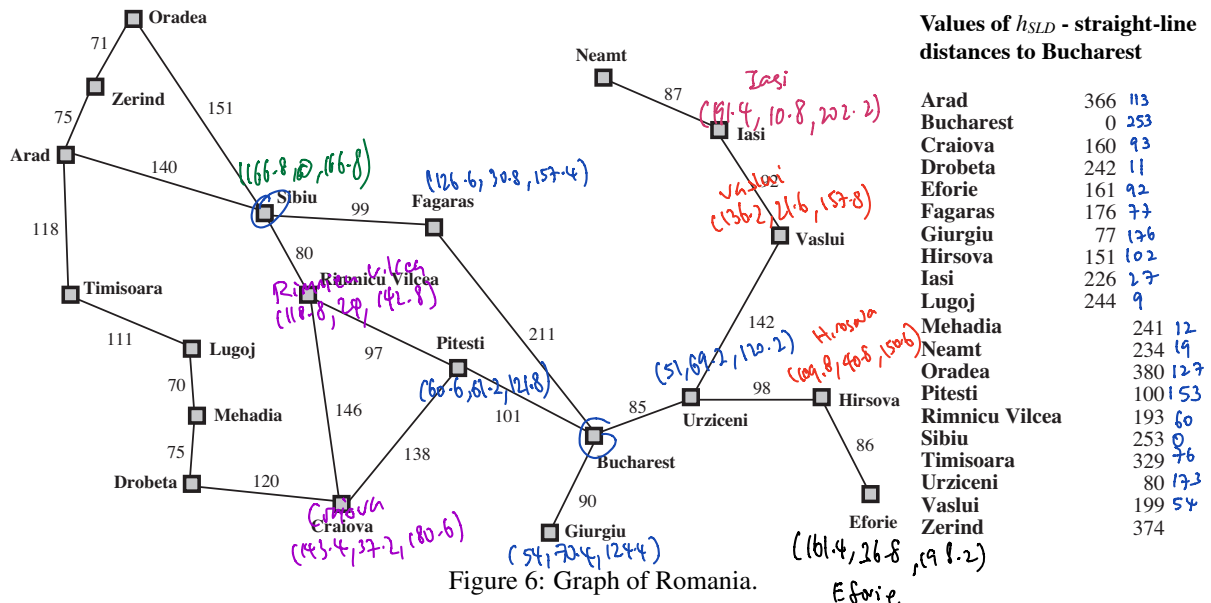 Oradea
71
Zerind
151
75
Arad
140
(166.8, 0, 166.8)
Sibiu
99
(126.6, 30.8, 157.4)
Fagaras
118
80
Rimnicu Vilcea
Rimnicu Vilcea
(118.8, 24, 142.8)
Timisoara
111
Lugoj
97
Pitesti
(60.6, 61.2, 121.8)
211
70
Mehadia
146
101
75
138
Drobeta
120
Craiova
Craiova
(143.4, 37.2, 180.6)
Neamt
87
Iasi
(191.4, 10.8, 202.2)
Iasi
92
Vaslui
(136.2, 21.6, 157.8)
Vaslui
142
(51, 69.2, 120.2)
Hirsova
(109.8, 40.8, 150.6)
85
98
Urziceni
Hirsova
Bucharest
86
90
Giurgiu
(54, 70.4, 124.4)
Eforie
(161.4, 36.8, 198.2)
Eforie
Figure 6: Graph of Romania.
Values of hSLD - straight-line
distances to Bucharest
Arad 366 113
Bucharest 0 253
Craiova 160 93
Drobeta 242 11
Eforie 161 92
Fagaras 176 77
Giurgiu 77 176
Hirsova 151 102
Iasi 226 27
Lugoj 244 9
Mehadia 241 12
Neamt 234 19
Oradea 380 127
Pitesti 100 153
Rimnicu Vilcea 193 60
Sibiu 253 0
Timisoara 329 76
Urziceni 80 173
Vaslui 199 54
Zerind 374